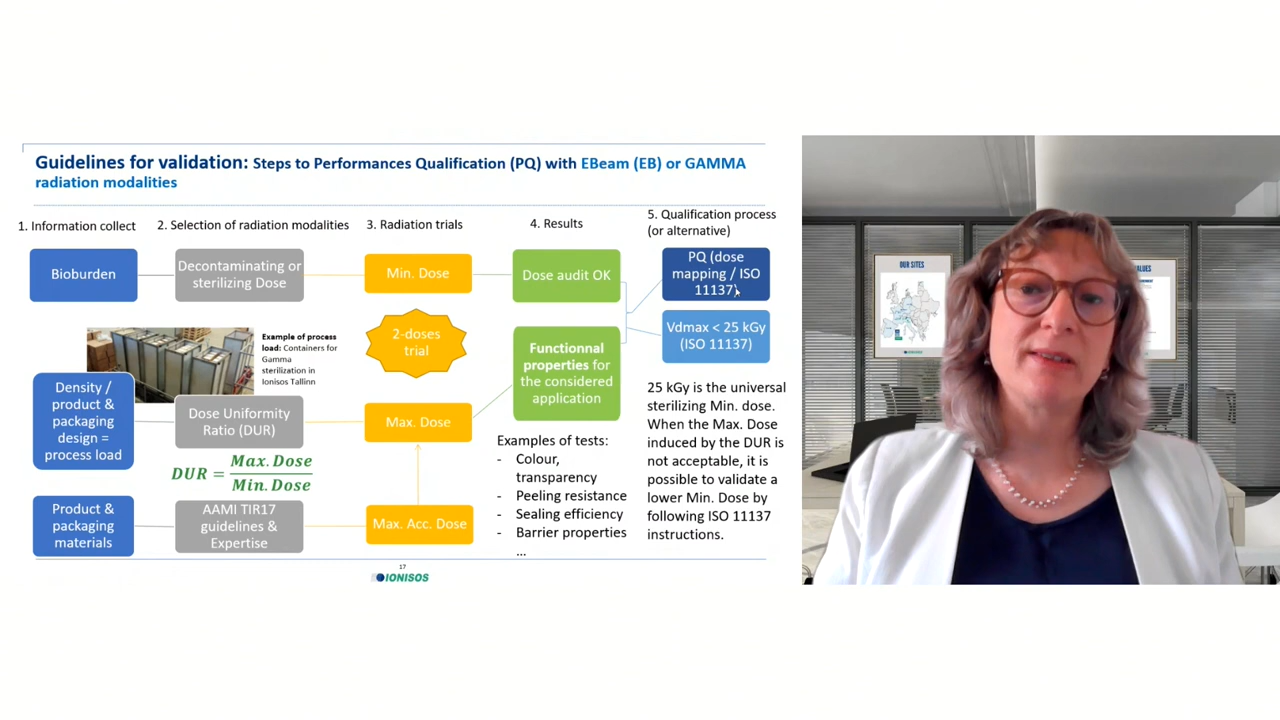 Guidelines for validation: Steps to Performances Qualification (PQ) with EBeam (EB) or GAMMA
radiation modalities
1. Information collect
2. Selection of radiation modalities
3. Radiation trials
4. Results
5. Qualification process
(or alternative)
Bioburden
Decontaminating or
sterilizing Dose
Min. Dose
Dose audit OK
PQ (dose
mapping / ISO
11137)
2-doses
trial
Vdmax < 25 kGy
(ISO 11137)
Example of process
load: Containers for
Gamma
sterilization in
Ionisos Tallinn
Functionnal
properties for
the considered
application
Density /
product &
packaging
design =
process load
Dose Uniformity
Ratio (DUR)
Max. Dose
DUR = Max. Dose
Min. Dose
Product &
packaging
materials
AAMI TIR17
guidelines &
Expertise
Max. Acc. Dose
Examples of tests:
- Colour,
transparency
- Peeling resistance
- Sealing efficiency
- Barrier properties
...
25 kGy is the universal
sterilizing Min. dose.
When the Max. Dose
induced by the DUR is
not acceptable, it is
possible to validate a
lower Min. Dose by
following ISO 11137
instructions.
17
IONISOS
OUR SITES